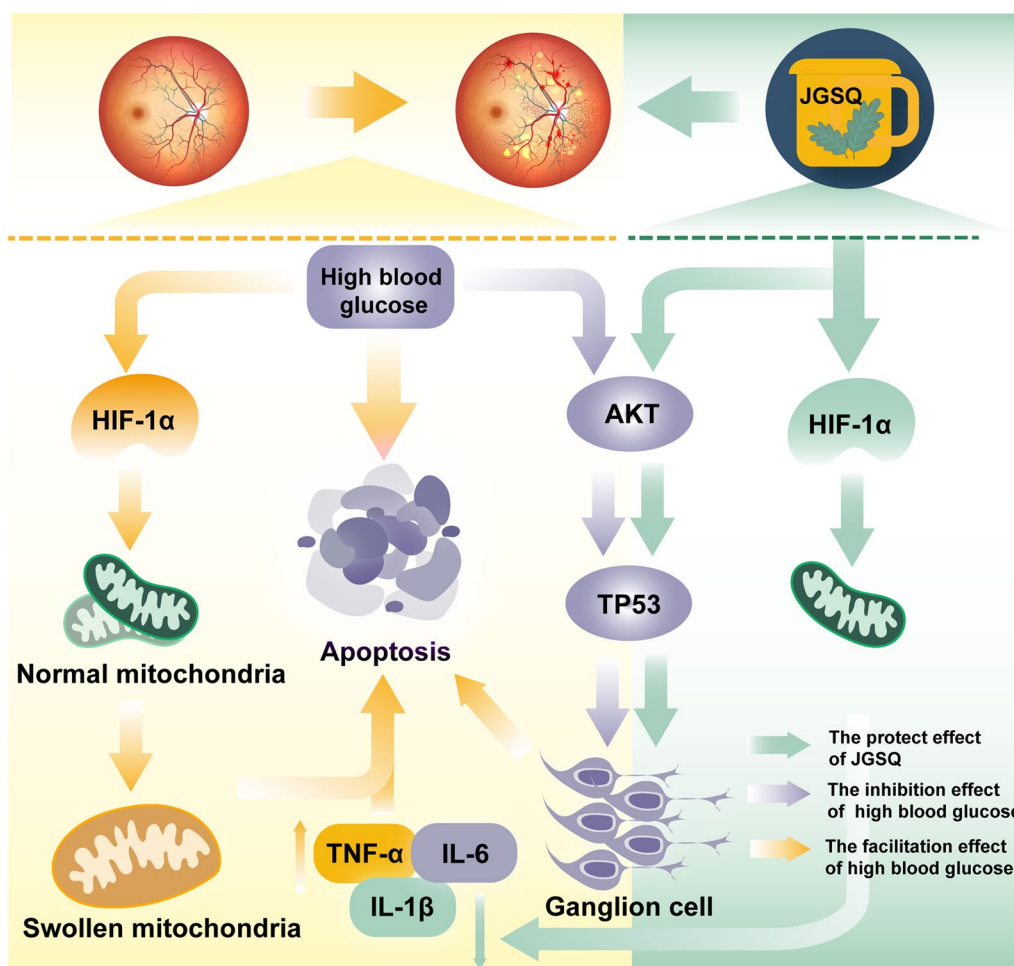 JGSQ
High blood
glucose
HIF-1α
AKT
HIF-1α
TP53
Apoptosis
Normal mitochondria
The protect effect
of JGSQ
The inhibition effect
of high blood glucose
The facilitation effect
of high blood glucose
TNF-α
IL-6
IL-1β
Swollen mitochondria
Ganglion cell